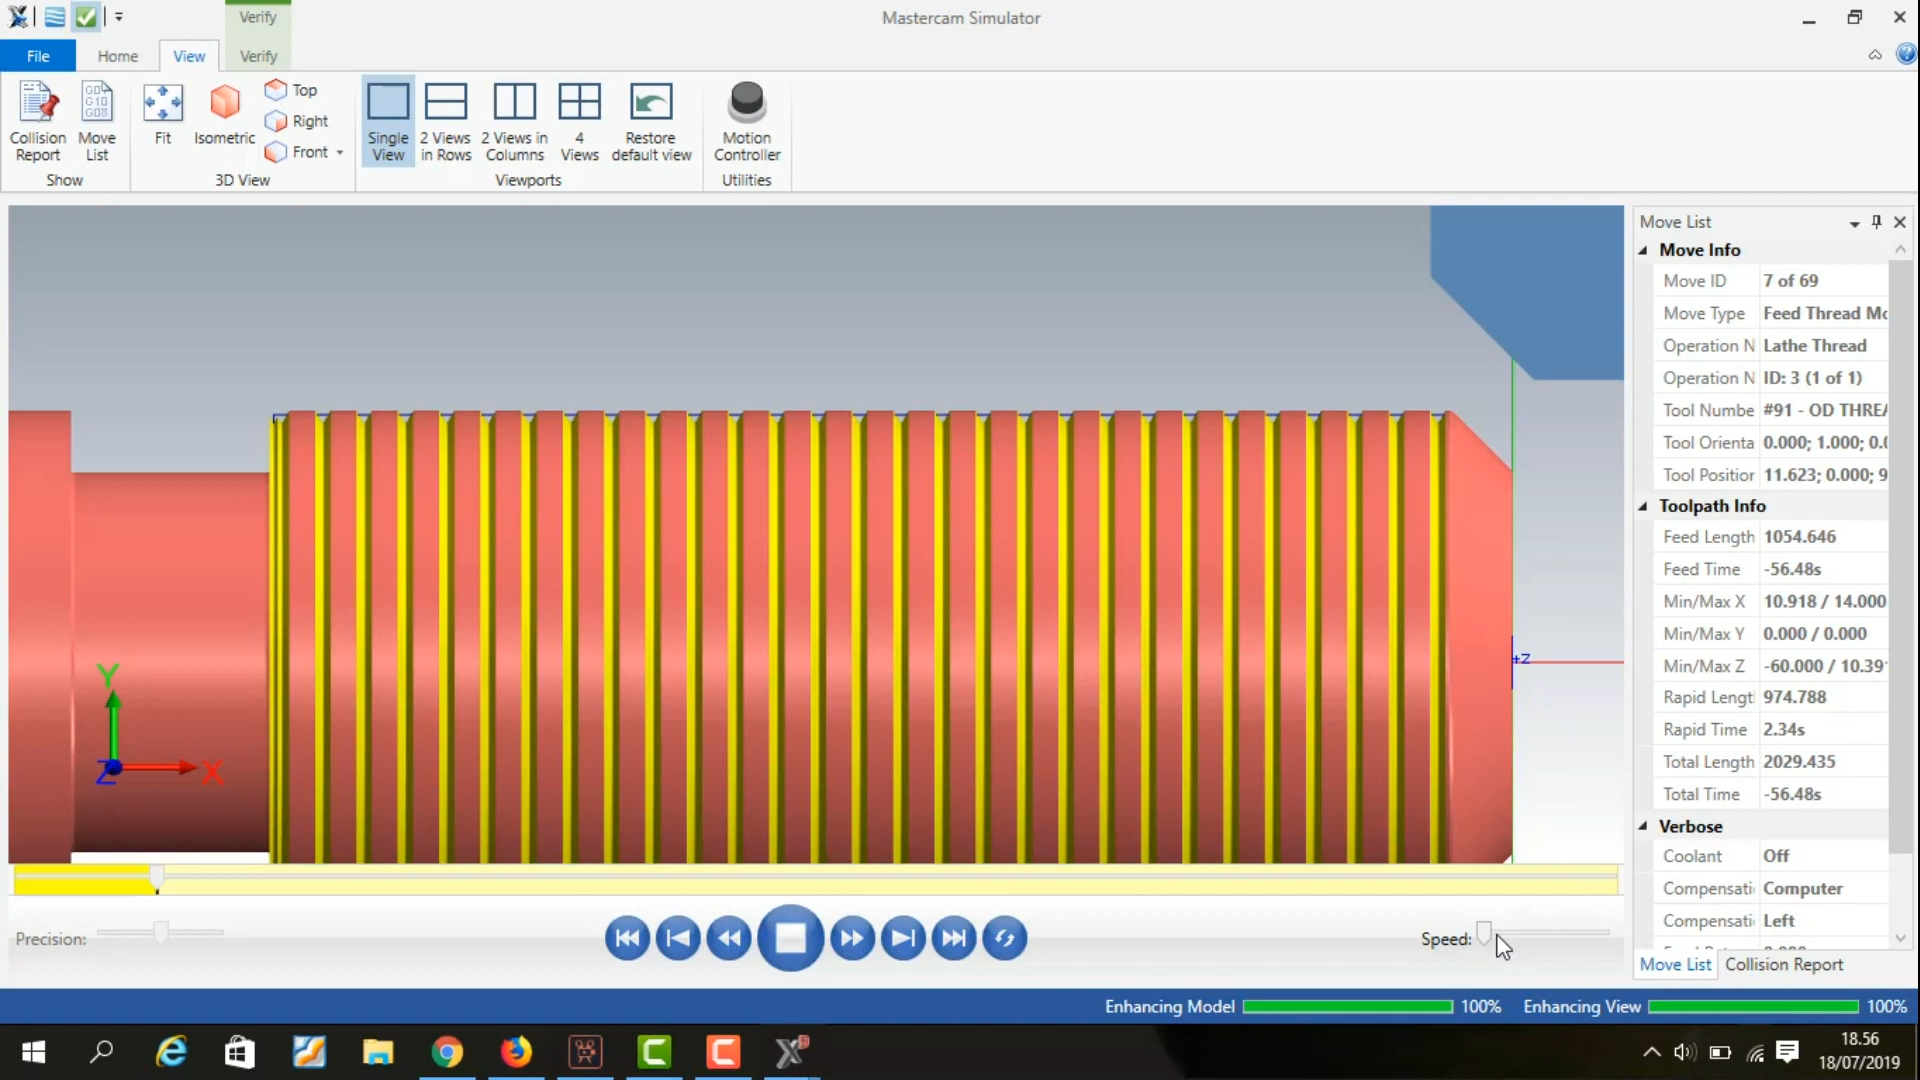 Verify
Mastercam Simulator
File
Home
View
Verify
Collision Report
Move List
Show
Fit
Isometric
Top
Right
Front
3D View
Single View
2 Views in Rows
2 Views in Columns
4 Views
Restore default view
Viewports
Motion Controller
Utilities
Move List
Move Info
Move ID 7 of 69
Move Type Feed Thread Mo
Operation N Lathe Thread
Operation N ID: 3 (1 of 1)
Tool Numbe #91 - OD THREA
Tool Orienta 0.000; 1.000; 0.0
Tool Position 11.623; 0.000; 9
Toolpath Info
Feed Length 1054.646
Feed Time -56.48s
Min/Max X 10.918 / 14.000
Min/Max Y 0.000 / 0.000
Min/Max Z -60.000 / 10.39
Rapid Lengt 974.788
Rapid Time 2.34s
Total Length 2029.435
Total Time -56.48s
Verbose
Coolant Off
Compensati Computer
Compensati Left
Move List
Collision Report
Y
Z
X
+Z
Precision:
Speed:
Enhancing Model 100%
Enhancing View 100%
18.56
18/07/2019